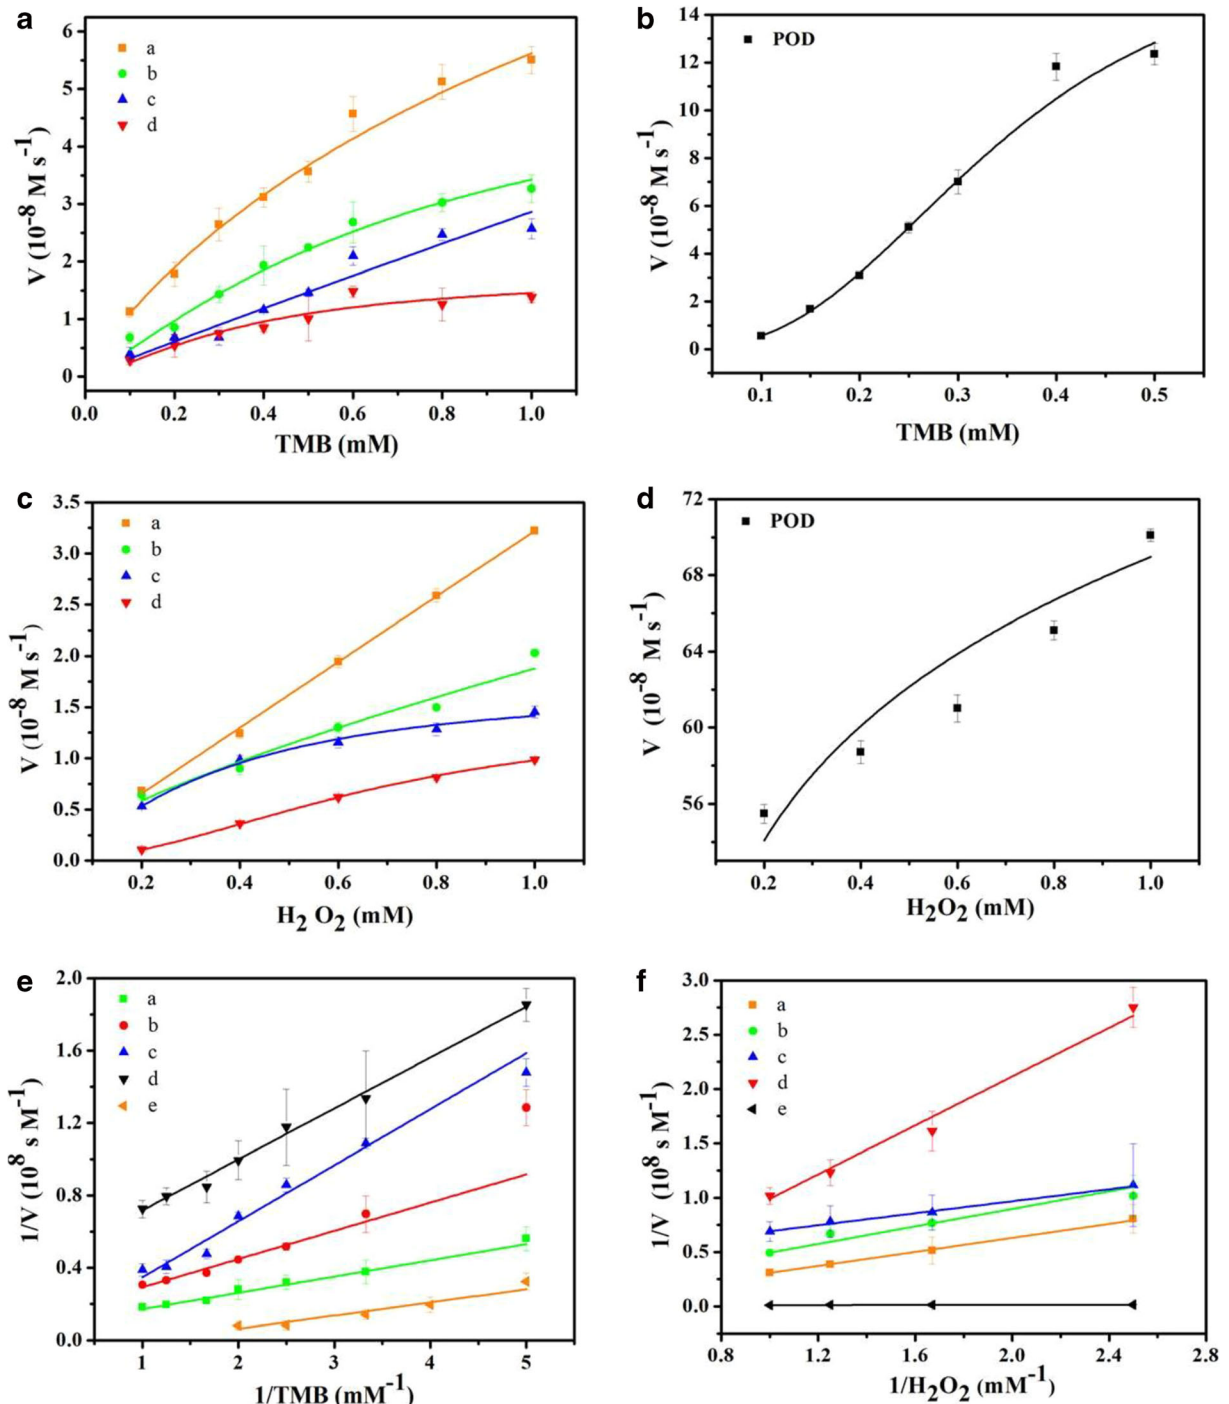 a
a
b
c
d
6
5
4
3
2
1
0
V (10⁻⁸ M s⁻¹)
0.0 0.2 0.4 0.6 0.8 1.0
TMB (mM)
b
POD
14
12
10
8
6
4
2
0
V (10⁻⁸ M s⁻¹)
0.1 0.2 0.3 0.4 0.5
TMB (mM)
c
a
b
c
d
3.5
3.0
2.5
2.0
1.5
1.0
0.5
0.0
V (10⁻⁸ M s⁻¹)
0.2 0.4 0.6 0.8 1.0
H₂ O₂ (mM)
d
POD
72
68
64
60
56
V (10⁻⁸ M s⁻¹)
0.2 0.4 0.6 0.8 1.0
H₂O₂ (mM)
e
a
b
c
d
e
2.0
1.6
1.2
0.8
0.4
0.0
1/V (10⁸ s M⁻¹)
1 2 3 4 5
1/TMB (mM⁻¹)
f
a
b
c
d
e
3.0
2.5
2.0
1.5
1.0
0.5
0.0
1/V (10⁸ s M⁻¹)
0.8 1.2 1.6 2.0 2.4 2.8
1/H₂O₂ (mM⁻¹)